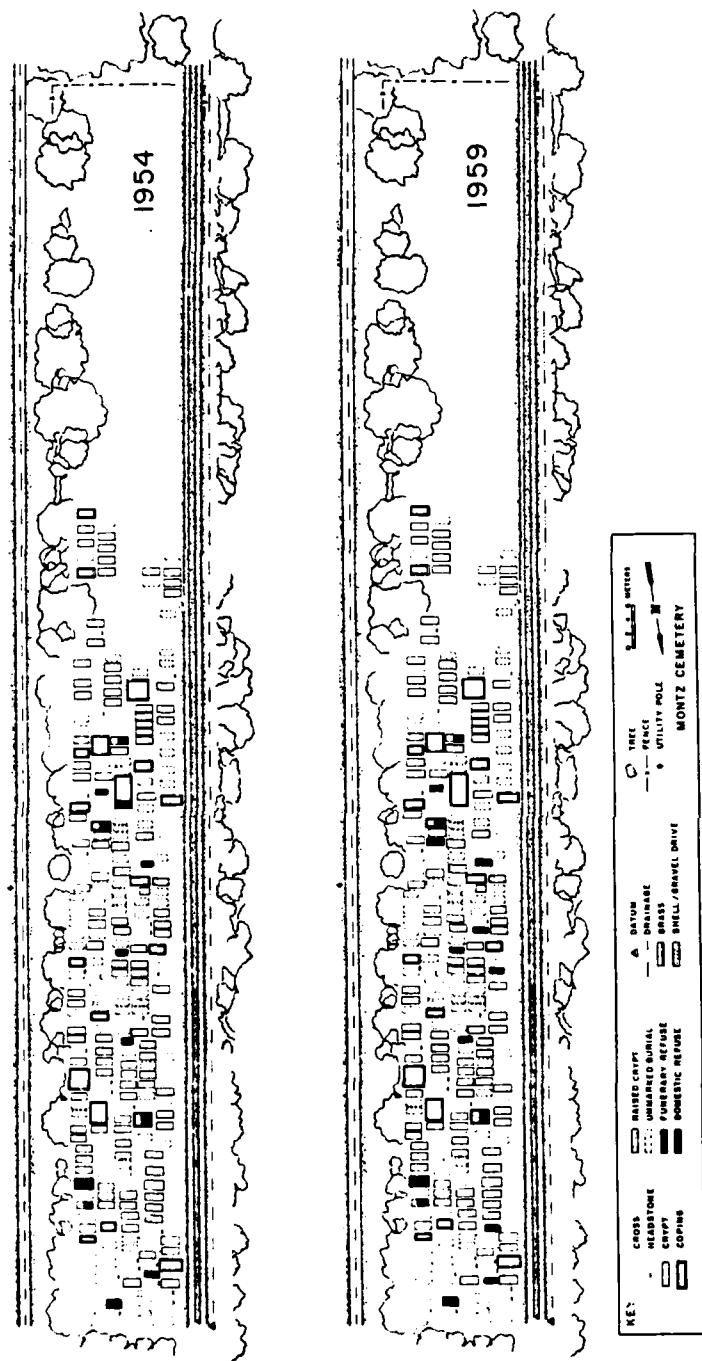 1954
1959
KEY
CROSS
HEADSTONE
CRYPT
COPING
RAISED CRYPT
UNMARKED BURIAL
FUNERARY REFUSE
DOMESTIC REFUSE
DATUM
DRAINAGE
GRASS
SHELL/GRAVEL DRIVE
TREE
FENCE
UTILITY POLE
METERS
N
MONTZ CEMETERY